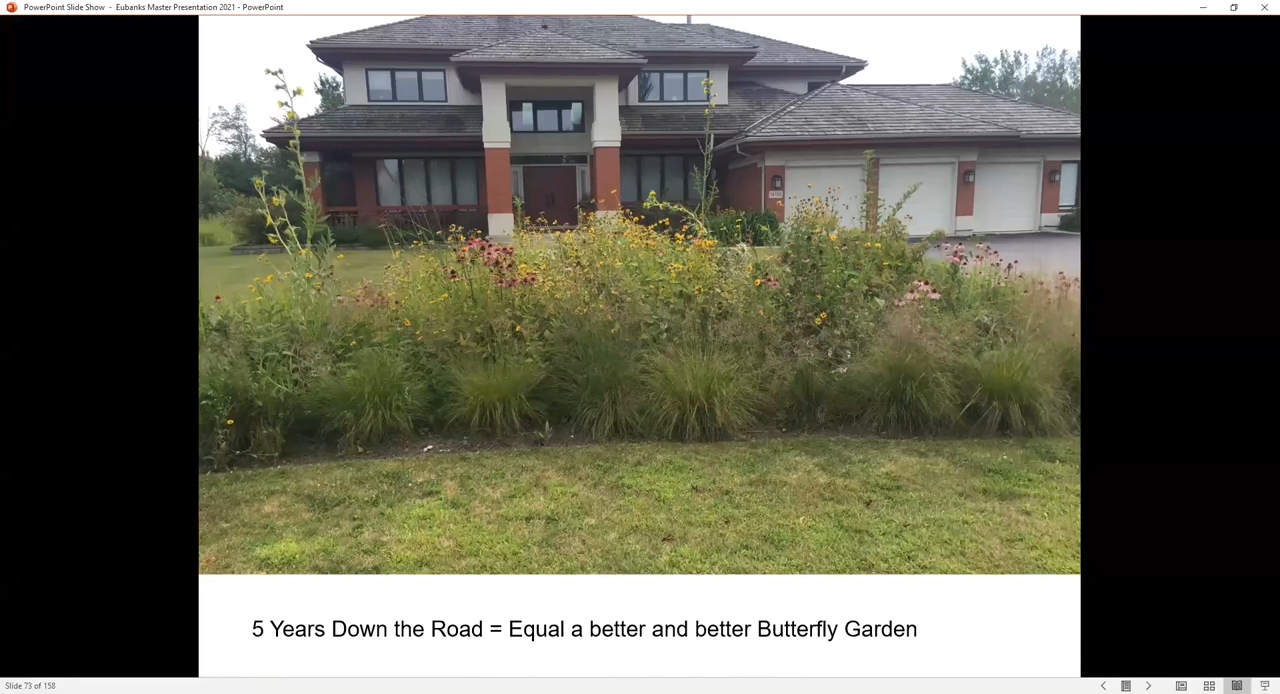 PowerPoint Slide Show - Eubanks Master Presentation 2021 - PowerPoint
5 Years Down the Road = Equal a better and better Butterfly Garden
Slide 73 of 158